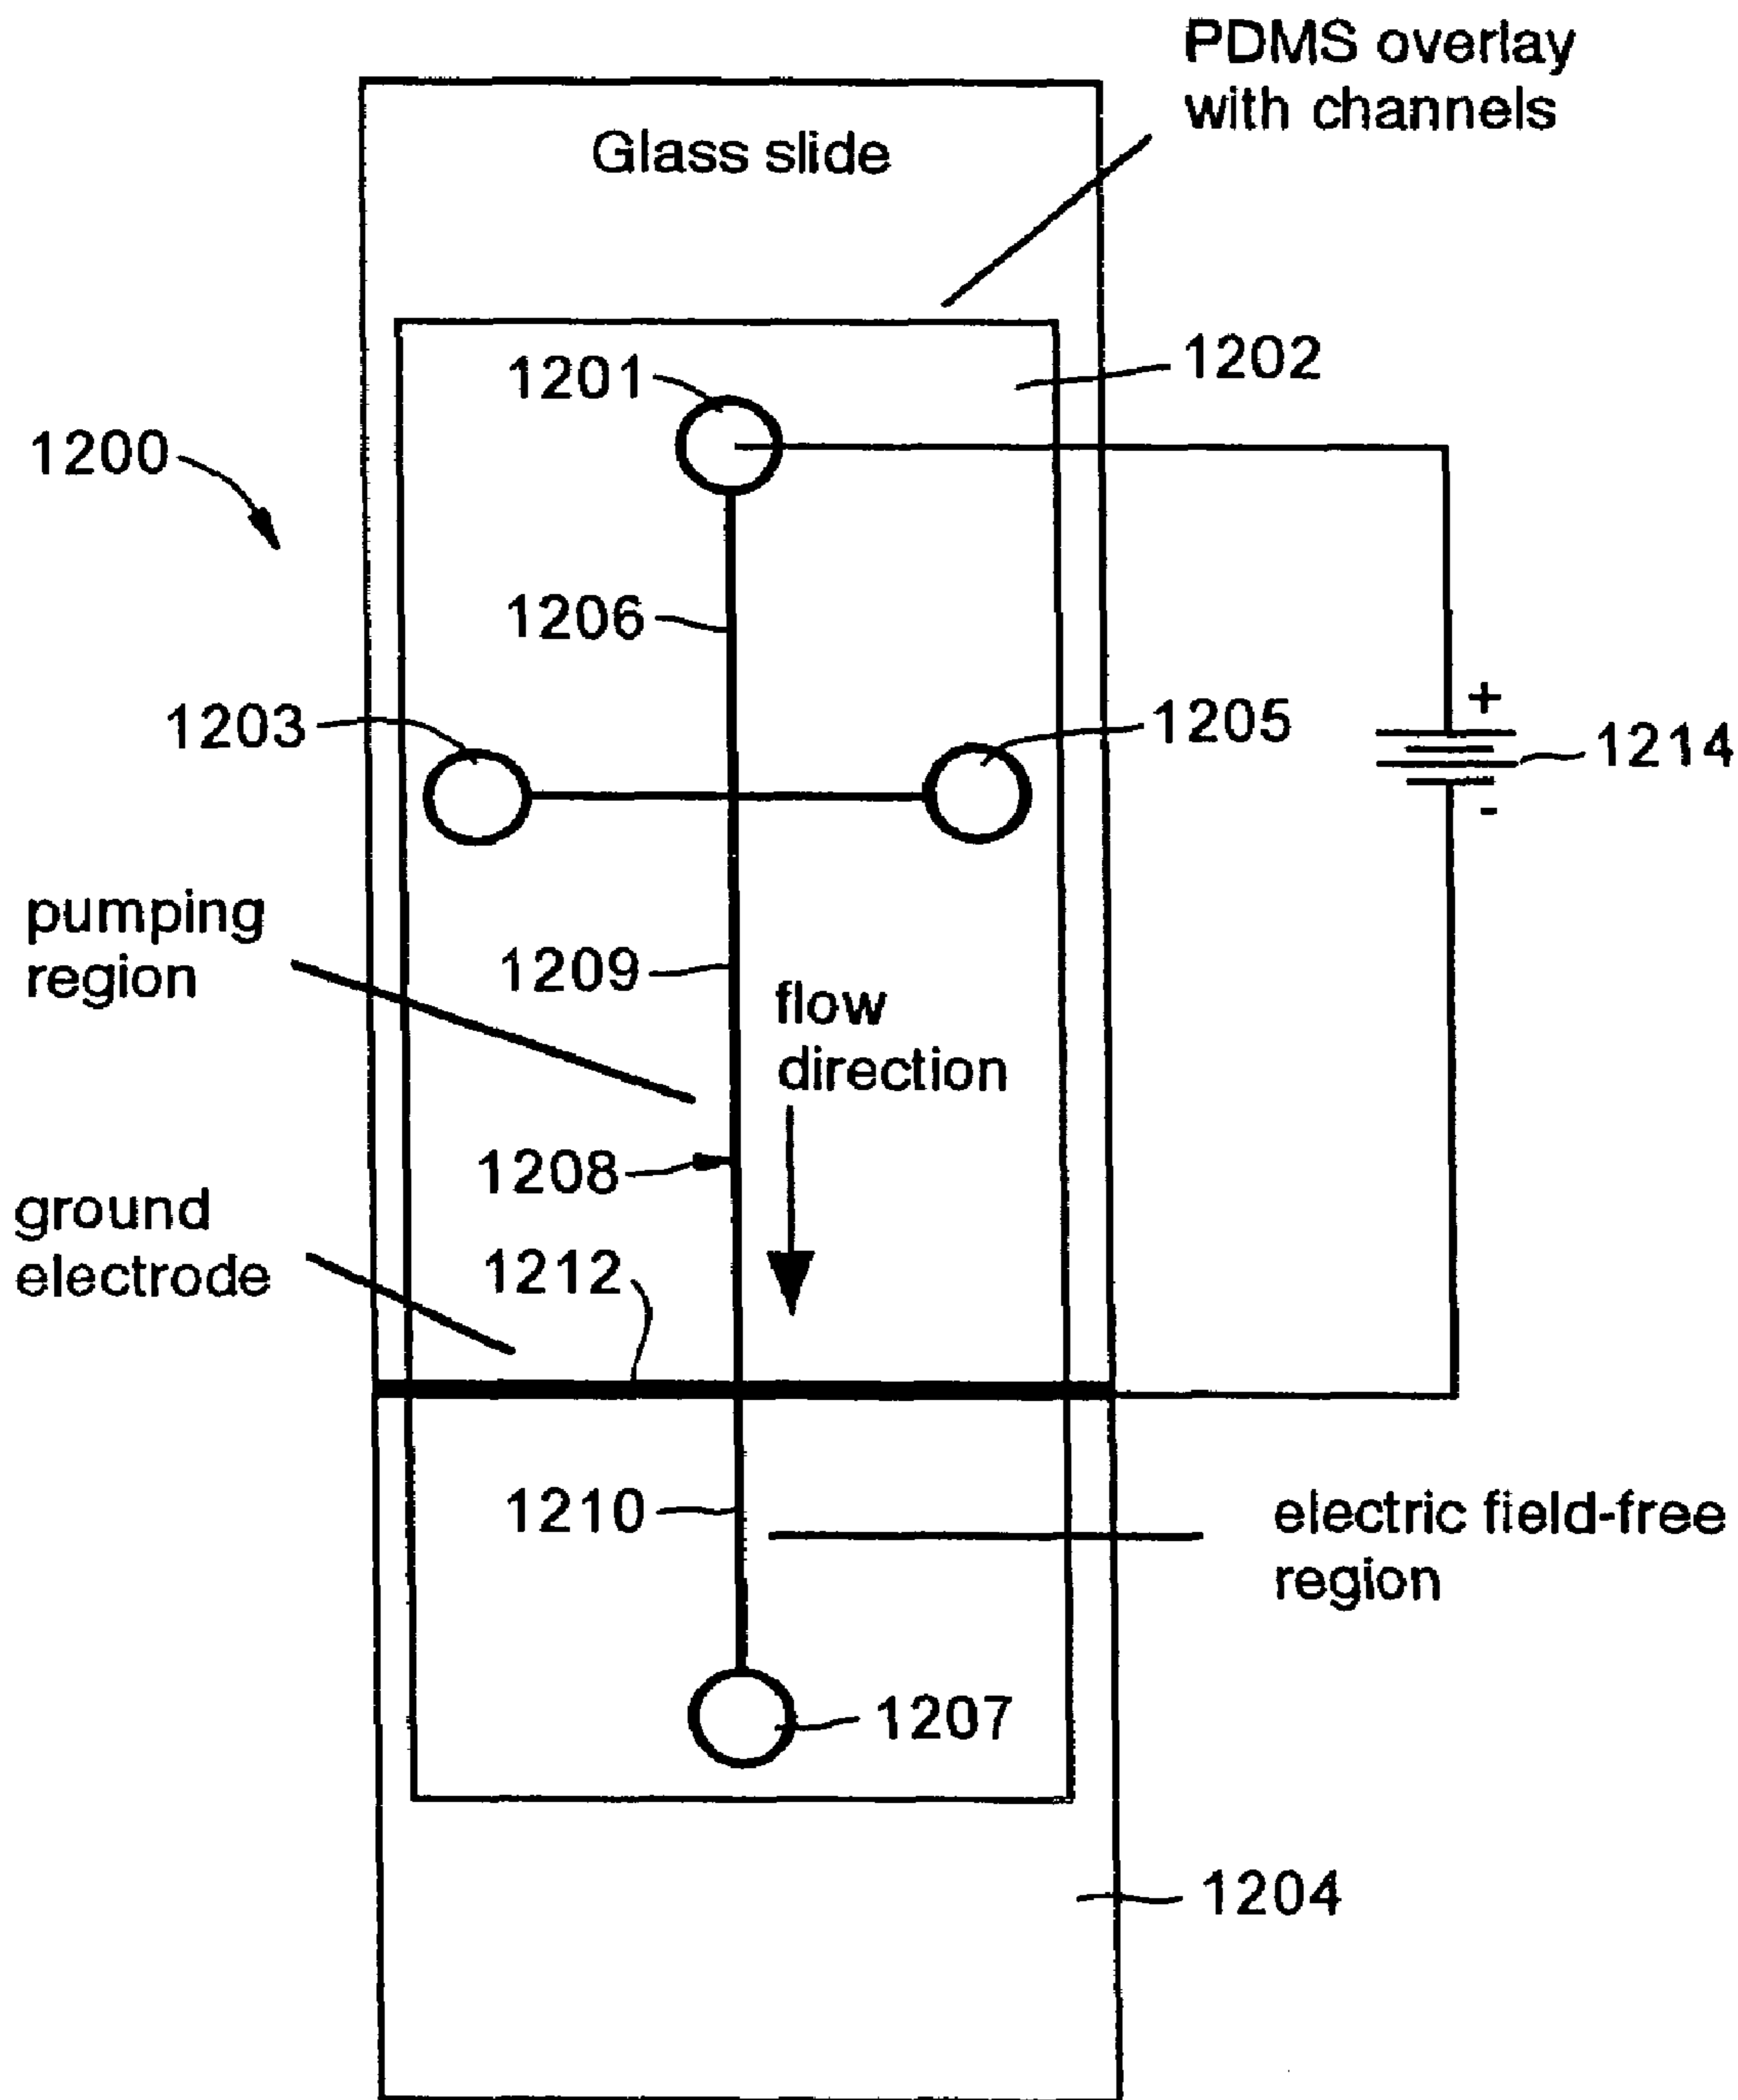 PDMS overlay
with channels
Glass slide
1201
1202
1200
1206
1203
1205
+
1214
-
pumping
region
1209
flow
direction
1208
ground
electrode
1212
1210
electric field-free
region
1207
1204